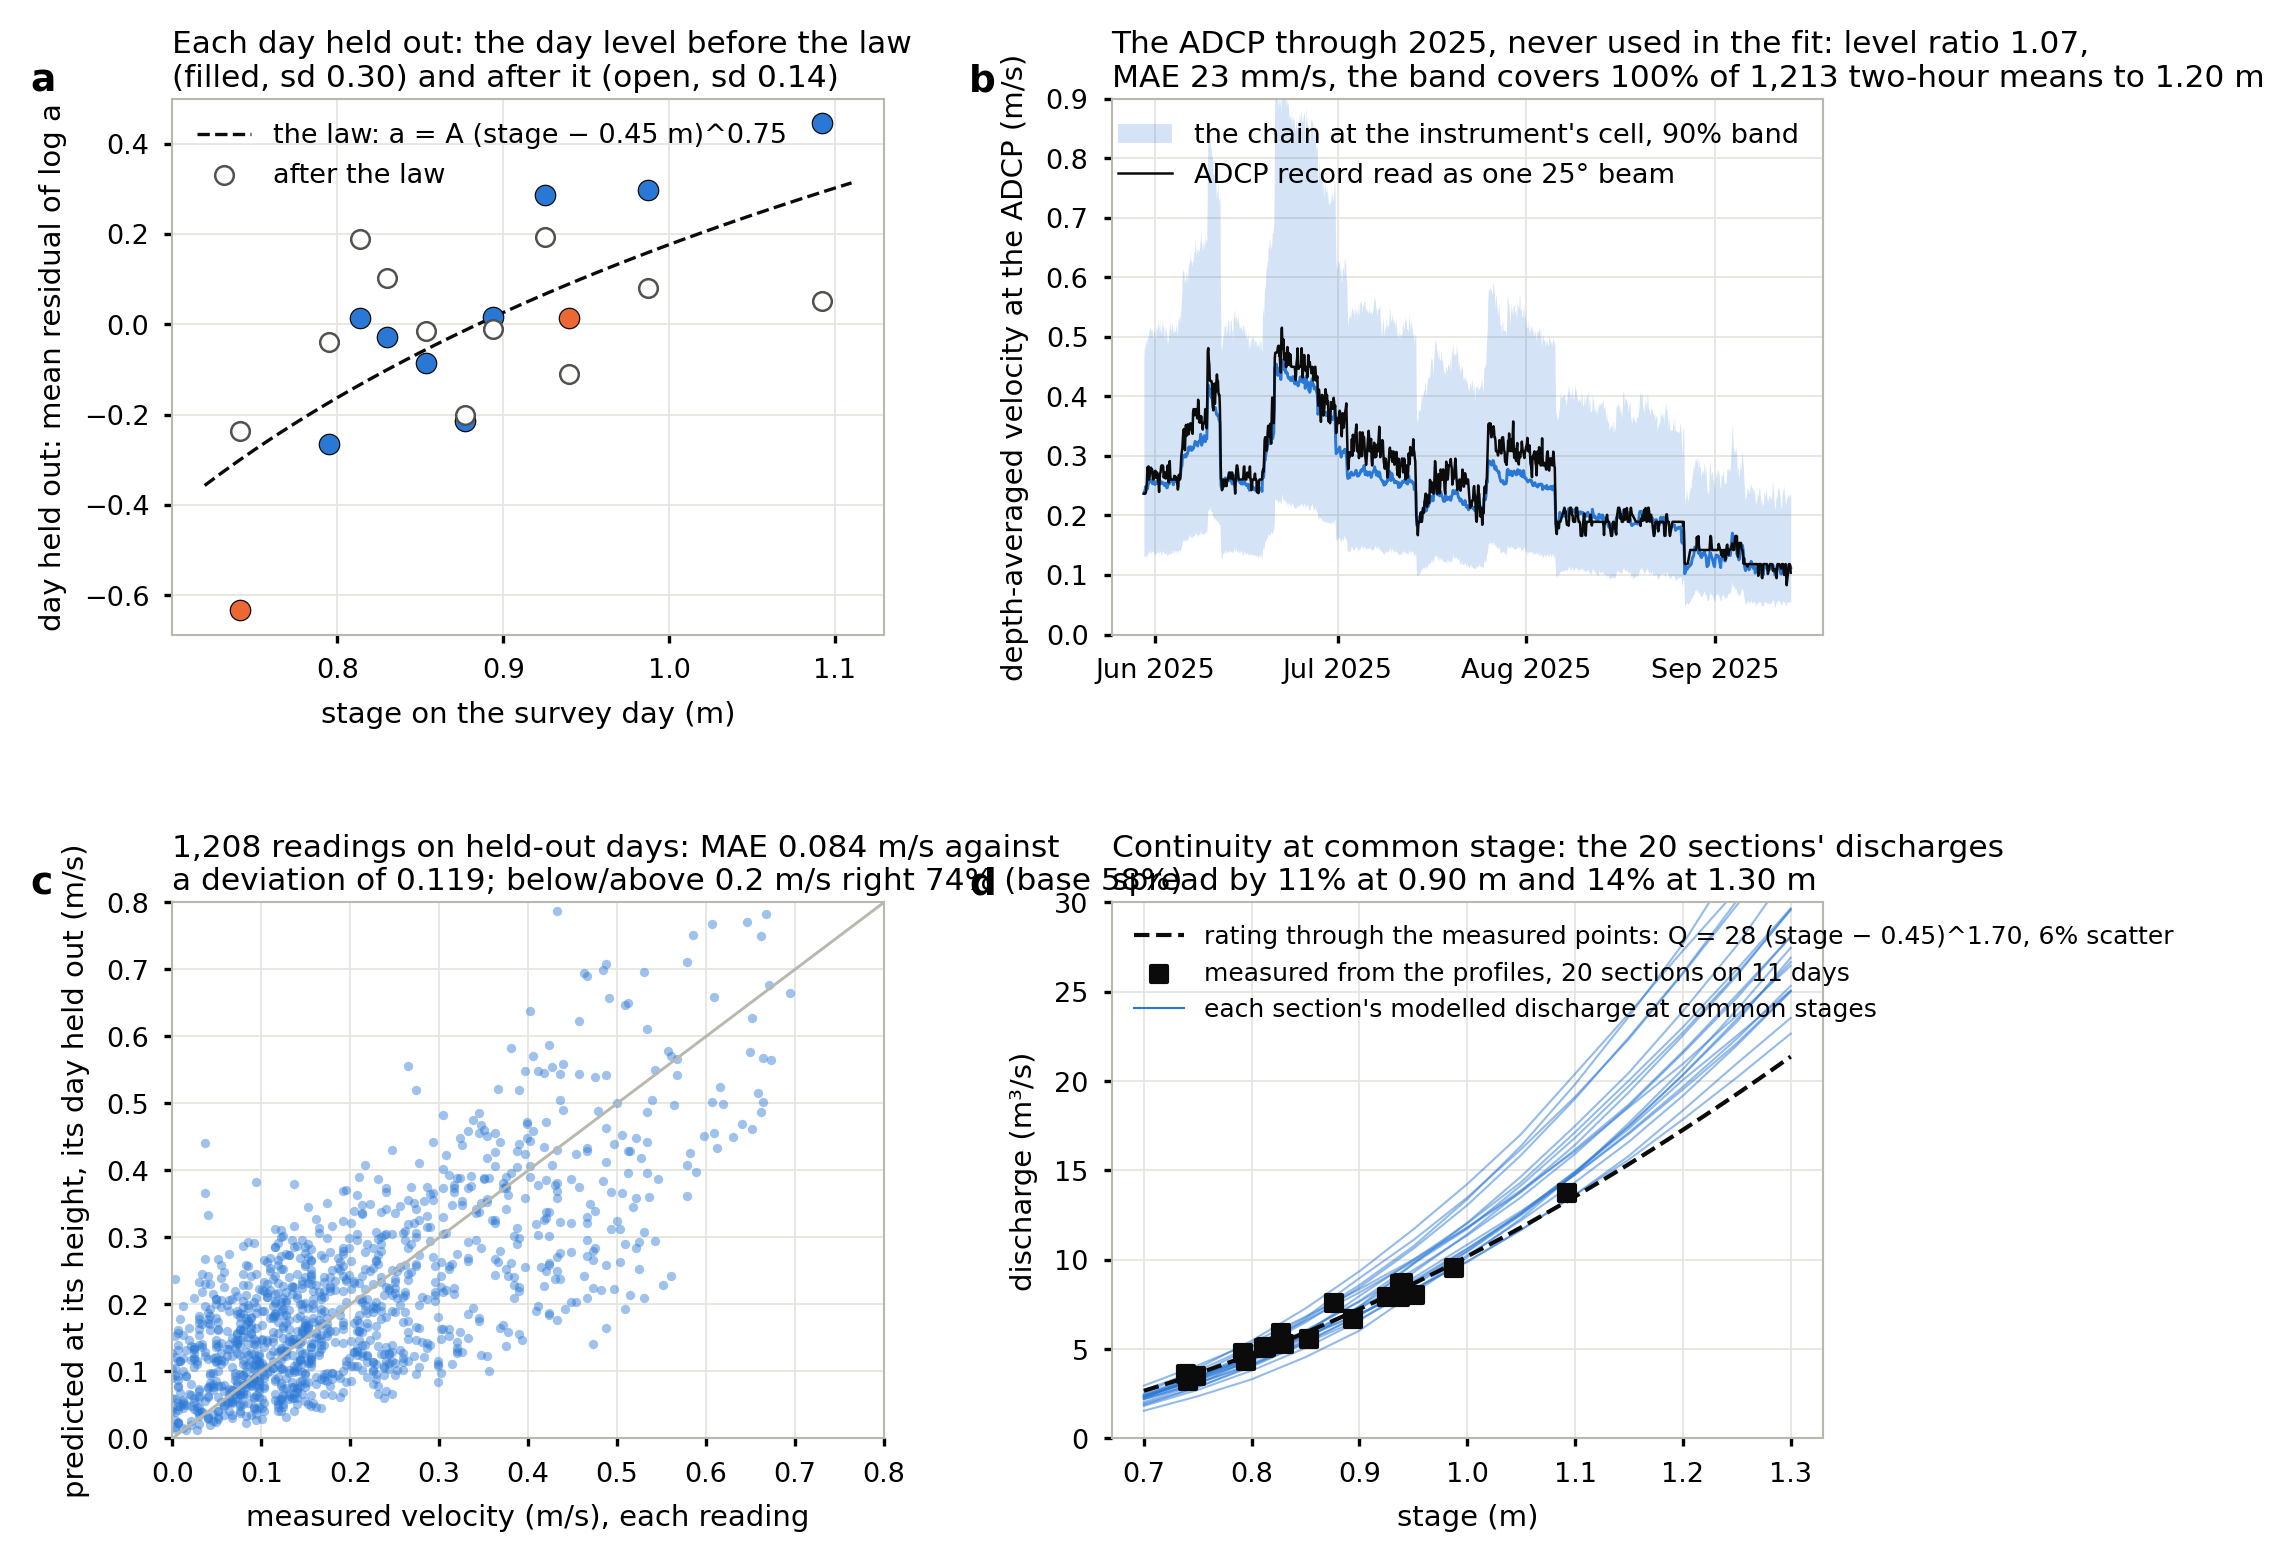 Each day held out: the day level before the law
(filled, sd 0.30) and after it (open, sd 0.14)
a
day held out: mean residual of log a
0.4
0.2
0.0
−0.2
−0.4
−0.6
the law: a = A (stage − 0.45 m)^0.75
after the law
0.8 0.9 1.0 1.1
stage on the survey day (m)
The ADCP through 2025, never used in the fit: level ratio 1.07,
MAE 23 mm/s, the band covers 100% of 1,213 two-hour means to 1.20 m
b
depth-averaged velocity at the ADCP (m/s)
0.9
0.8
0.7
0.6
0.5
0.4
0.3
0.2
0.1
0.0
the chain at the instrument's cell, 90% band
ADCP record read as one 25° beam
Jun 2025 Jul 2025 Aug 2025 Sep 2025
1,208 readings on held-out days: MAE 0.084 m/s against
a deviation of 0.119; below/above 0.2 m/s right 74% (base 58%)
c
predicted at its height, its day held out (m/s)
0.8
0.7
0.6
0.5
0.4
0.3
0.2
0.1
0.0
0.0 0.1 0.2 0.3 0.4 0.5 0.6 0.7 0.8
measured velocity (m/s), each reading
Continuity at common stage: the 20 sections' discharges
spread by 11% at 0.90 m and 14% at 1.30 m
d
discharge (m³/s)
30
25
20
15
10
5
0
rating through the measured points: Q = 28 (stage − 0.45)^1.70, 6% scatter
measured from the profiles, 20 sections on 11 days
each section's modelled discharge at common stages
0.7 0.8 0.9 1.0 1.1 1.2 1.3
stage (m)